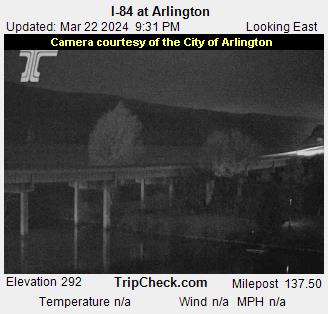 I-84 at Arlington
Updated: Mar 22 2024 9:31 PM Looking East
Camera courtesy of the City of Arlington
Elevation 292 TripCheck.com Milepost 137.50
Temperature n/a Wind n/a MPH n/a